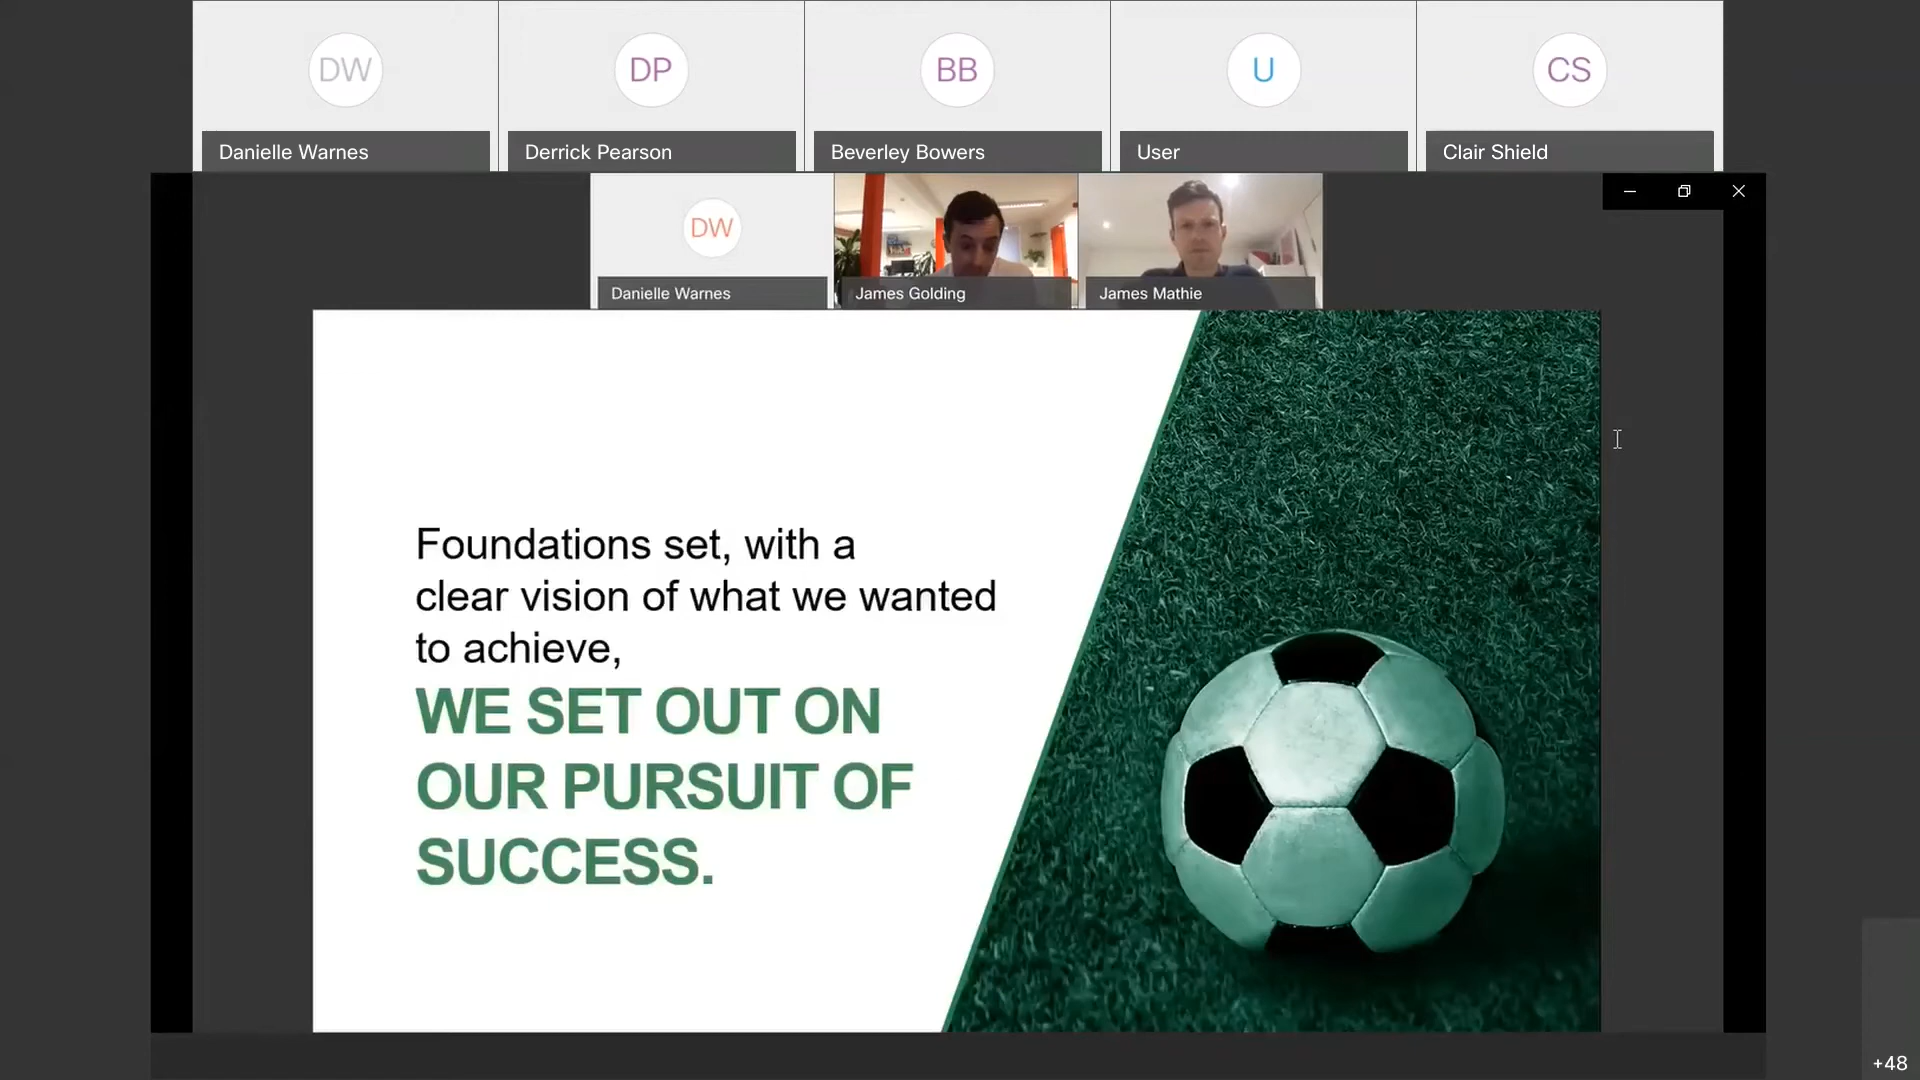 DW
DP
BB
U
CS
Danielle Warnes
Derrick Pearson
Beverley Bowers
User
Clair Shield
DW
Danielle Warnes
James Golding
James Mathie
Foundations set, with a
clear vision of what we wanted
to achieve,
WE SET OUT ON
OUR PURSUIT OF
SUCCESS.
+48